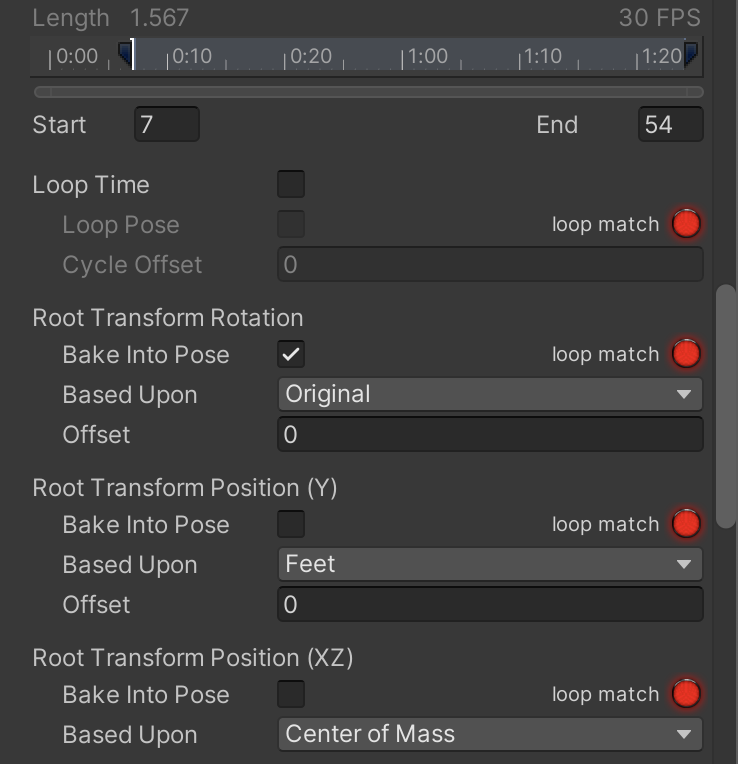 Length 1.567 30 FPS
0:00 0:10 0:20 1:00 1:10 1:20
Start 7 End 54
Loop Time
Loop Pose loop match
Cycle Offset 0
Root Transform Rotation
Bake Into Pose loop match
Based Upon Original
Offset 0
Root Transform Position (Y)
Bake Into Pose loop match
Based Upon Feet
Offset 0
Root Transform Position (XZ)
Bake Into Pose loop match
Based Upon Center of Mass